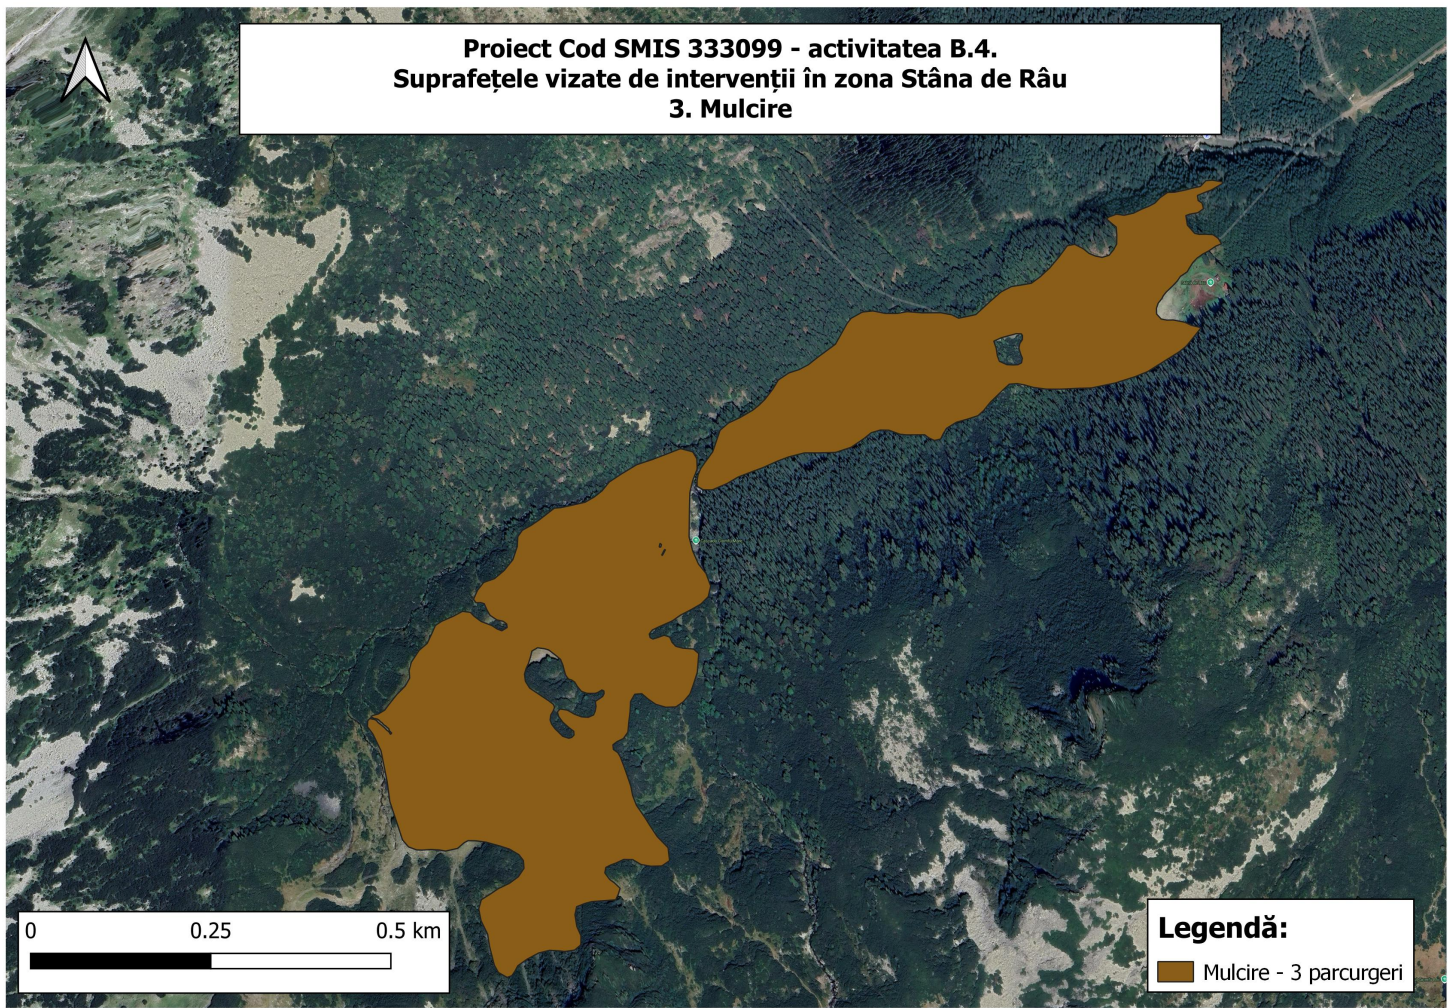 Proiect Cod SMIS 333099 - activitatea B.4.
Suprafețele vizate de intervenții în zona Stâna de Râu
3. Mulcire
0 0.25 0.5 km
Legendă:
Mulcire - 3 parcurgeri